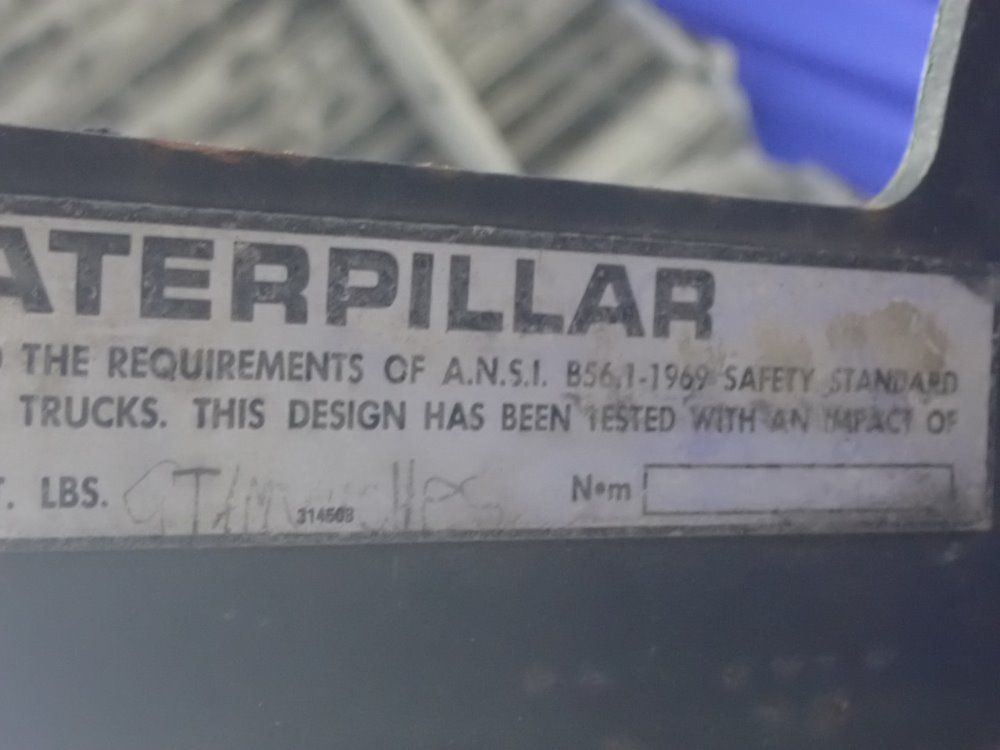 ATERPILLAR
THE REQUIREMENTS OF A.N.S.I. B56.1-1969 SAFETY STANDARD
TRUCKS. THIS DESIGN HAS BEEN TESTED WITH AN IMPACT OF
T. LBS. N•m